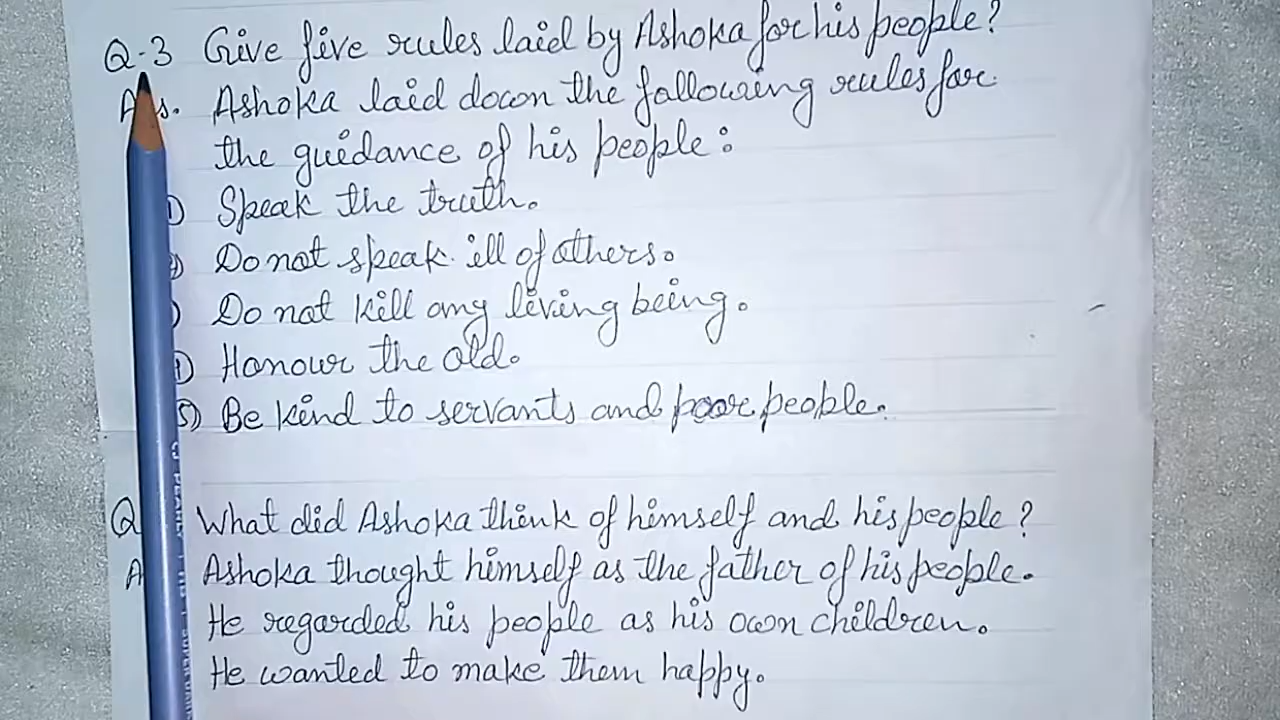 Q-3 Give five rules laid by Ashoka for his people?
Ans. Ashoka laid down the following rules for
the guidance of his people:
1) Speak the truth.
2) Do not speak ill of others.
) Do not kill any living being.
) Honour the old.
5) Be kind to servants and poor people.
Q What did Ashoka think of himself and his people?
A Ashoka thought himself as the father of his people.
He regarded his people as his own children.
He wanted to make them happy.